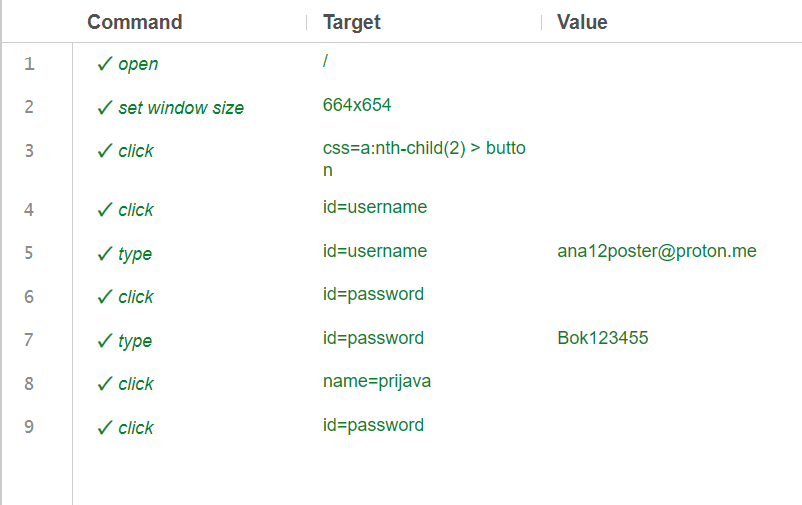 Command Target Value
1 ✓ open /
2 ✓ set window size 664x654
3 ✓ click css=a:nth-child(2) > butto
n
4 ✓ click id=username
5 ✓ type id=username ana12poster@proton.me
6 ✓ click id=password
7 ✓ type id=password Bok123455
8 ✓ click name=prijava
9 ✓ click id=password